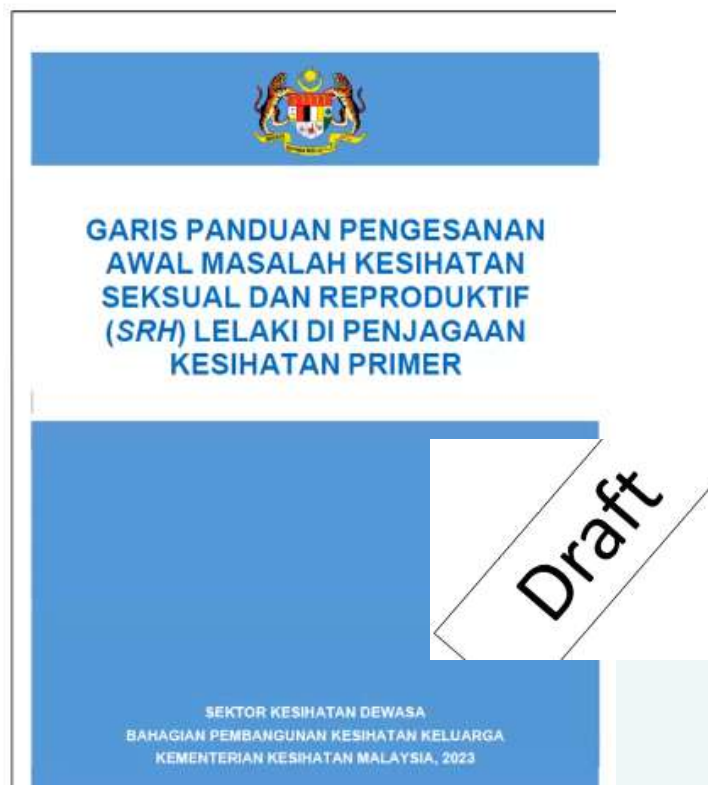 GARIS PANDUAN PENGESANAN
AWAL MASALAH KESIHATAN
SEKSUAL DAN REPRODUKTIF
(SRH) LELAKI DI PENJAGAAN
KESIHATAN PRIMER
Draft
SEKTOR KESIHATAN DEWASA
BAHAGIAN PEMBANGUNAN KESIHATAN KELUARGA
KEMENTERIAN KESIHATAN MALAYSIA, 2023